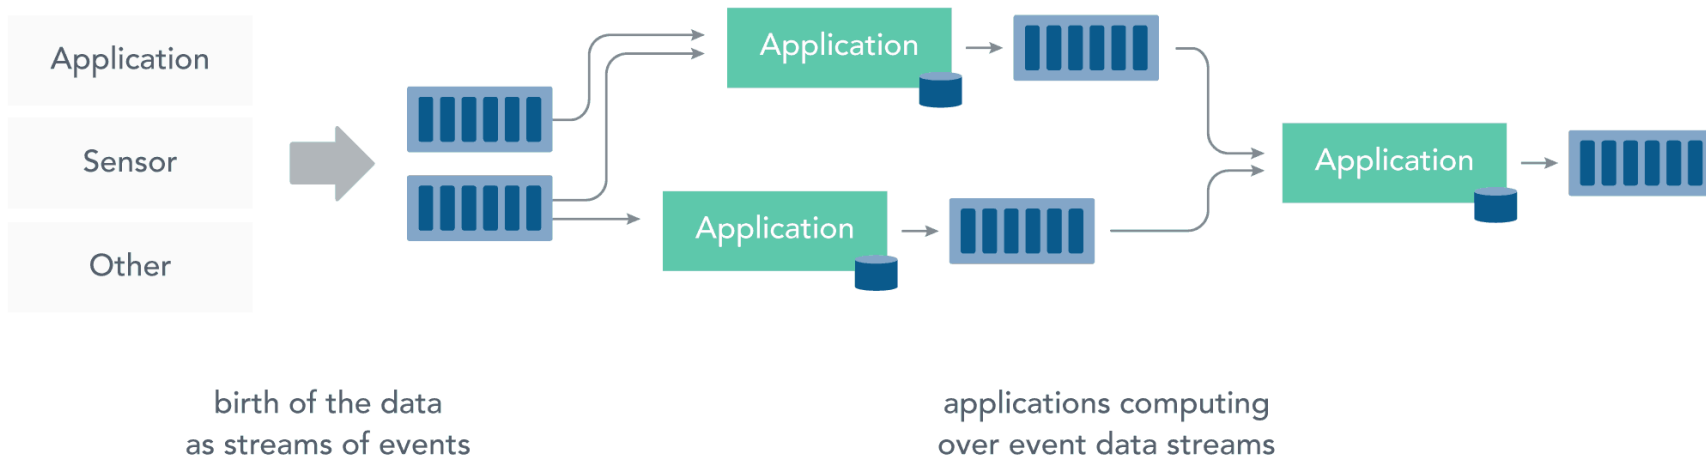 Application
Sensor
Other
Application
Application
Application
birth of the data
as streams of events
applications computing
over event data streams